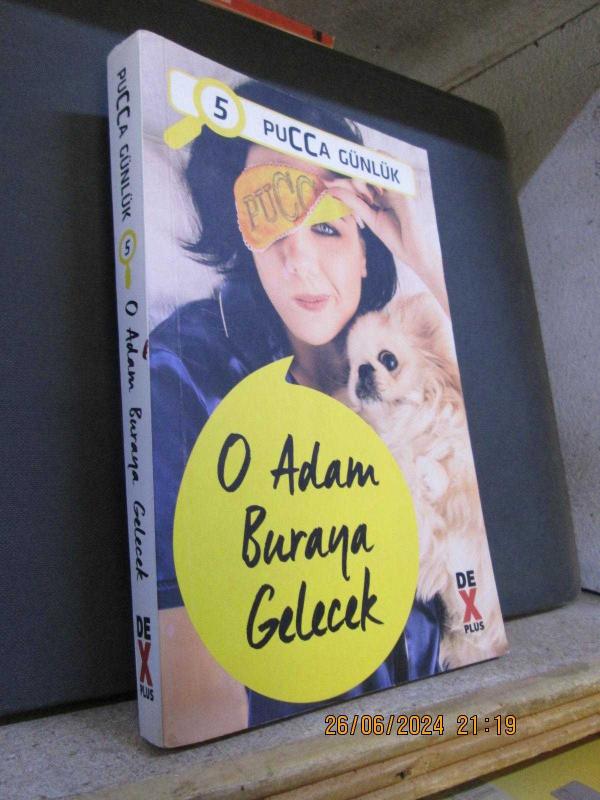 PUCCA GÜNLÜK 5 O Adam Buraya Gelecek
DE
X
PLUS
5 PUCCA GÜNLÜK
PUCC
O Adam
Buraya
Gelecek
DE
X
PLUS
26/06/2024 21:19